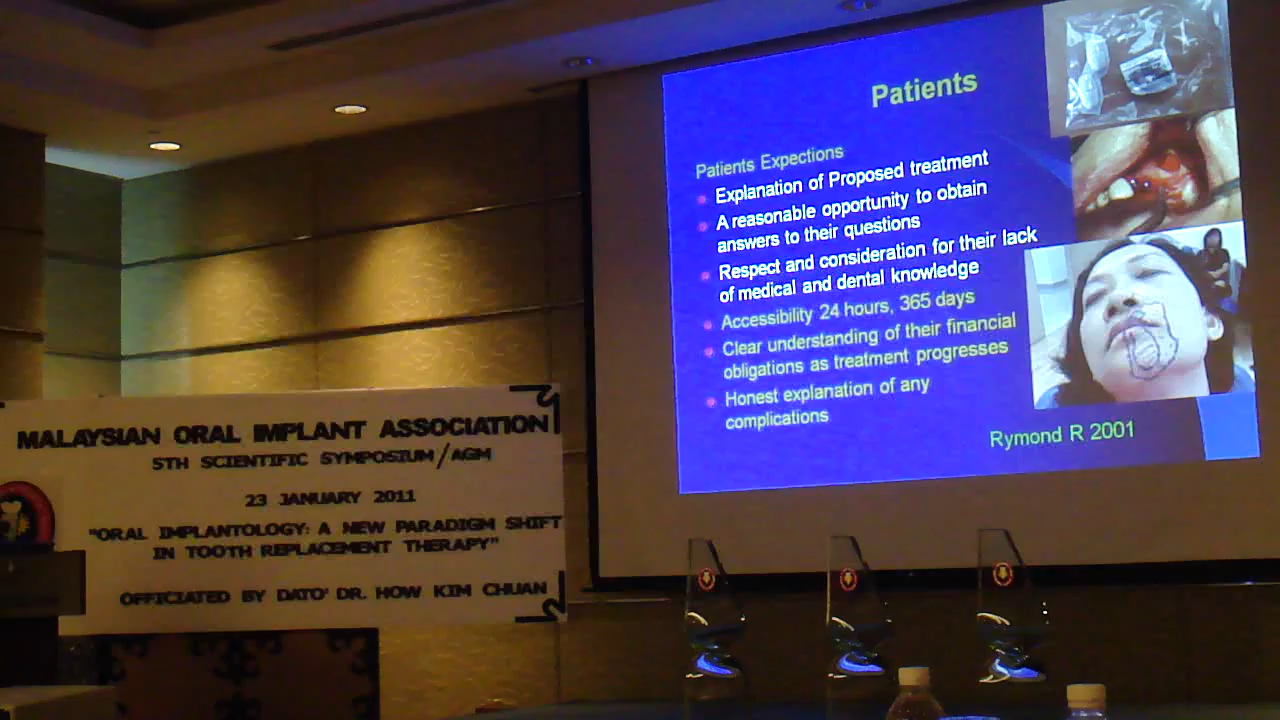 MALAYSIAN ORAL IMPLANT ASSOCIATION
5TH SCIENTIFIC SYMPOSIUM/AGM
23 JANUARY 2011
"ORAL IMPLANTOLOGY: A NEW PARADIGM SHIFT
IN TOOTH REPLACEMENT THERAPY"
OFFICIATED BY DATO' DR. HOW KIM CHUAN
Patients
Patients Expections
Explanation of Proposed treatment
A reasonable opportunity to obtain
answers to their questions
Respect and consideration for their lack
of medical and dental knowledge
Accessibility 24 hours, 365 days
Clear understanding of their financial
obligations as treatment progresses
Honest explanation of any
complications
Rymond R 2001